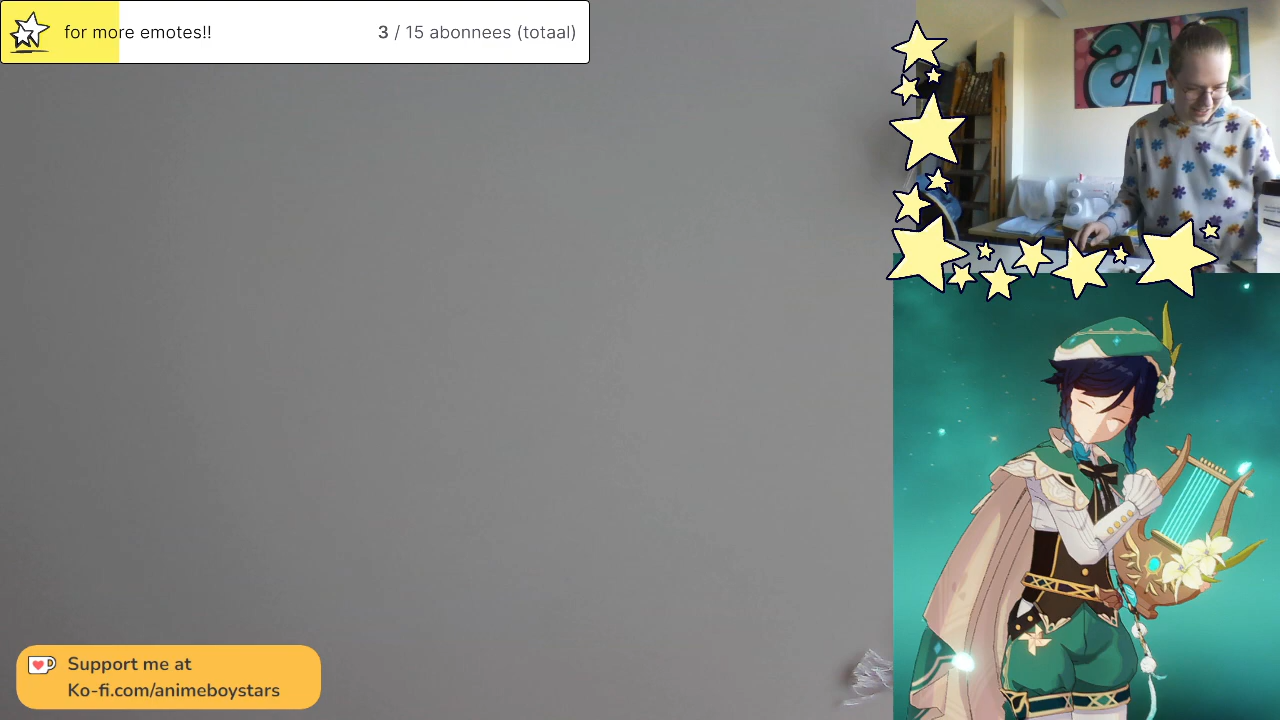 for more emotes!!
3 / 15 abonnees (totaal)
Support me at
Ko-fi.com/animeboystars